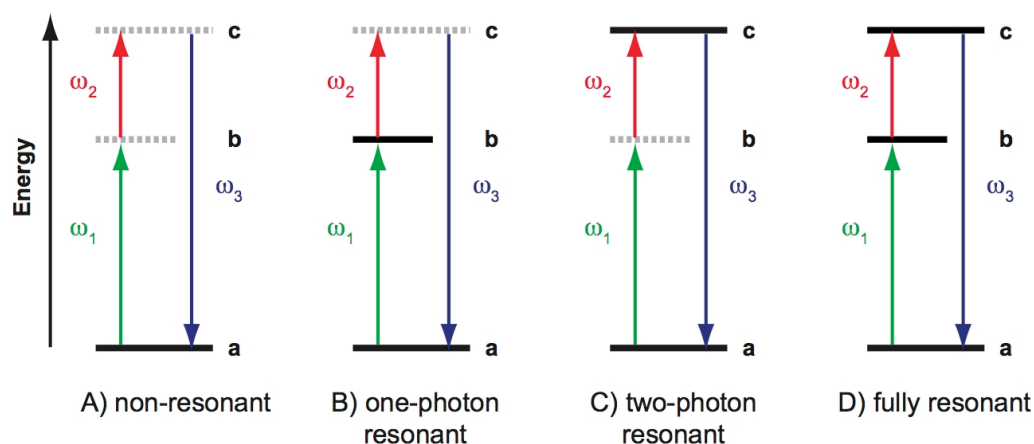 Energy
c
ω2
b
ω3
ω1
a
A) non-resonant
c
ω2
b
ω3
ω1
a
B) one-photon
resonant
c
ω2
b
ω3
ω1
a
C) two-photon
resonant
c
ω2
b
ω3
ω1
a
D) fully resonant